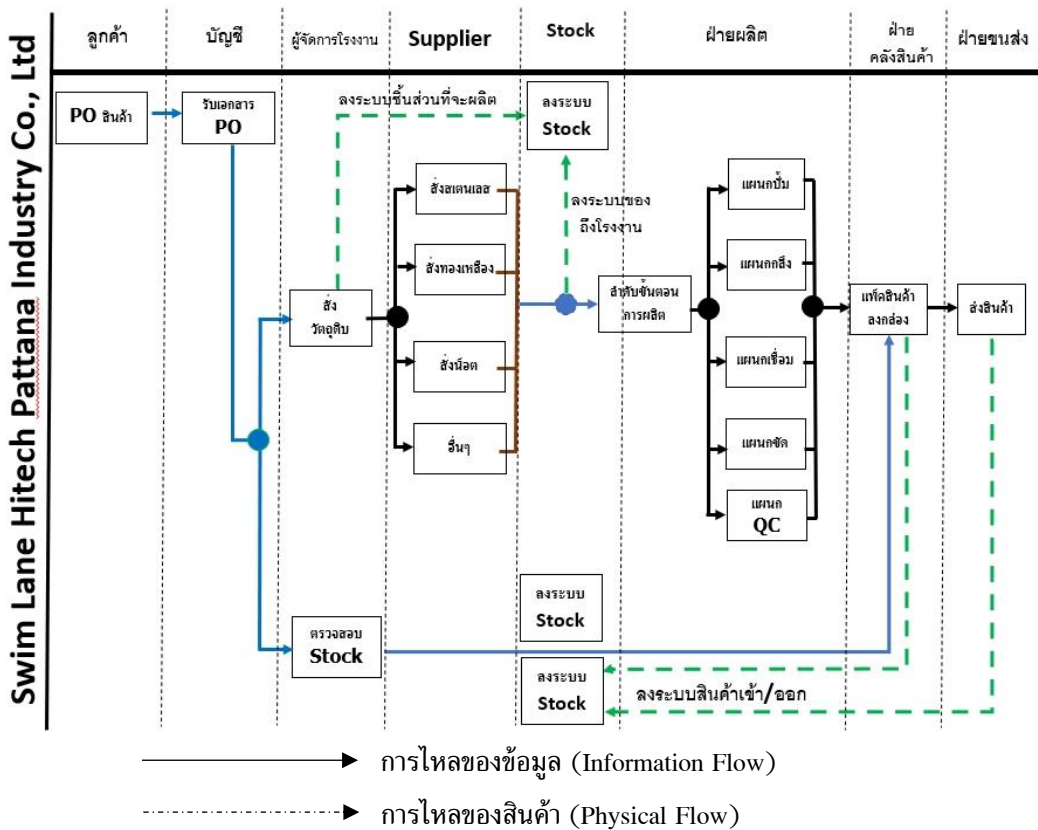 Swim Lane Hitech Pattana Industry Co., Ltd
ลูกค้า
บัญชี
ผู้จัดการโรงงาน
Supplier
Stock
ฝ่ายผลิต
ฝ่าย
คลังสินค้า
ฝ่ายขนส่ง
PO สินค้า
รับเอกสาร
PO
ลงระบบชิ้นส่วนที่จะผลิต
ลงระบบ
Stock
สั่งสเตนเลส
ลงระบบของ
ถึงโรงงาน
แผนกปั๊ม
สั่งทองเหลือง
แผนกกลึง
สั่ง
วัตถุดิบ
ลำดับขั้นตอน
การผลิต
แพ็คสินค้า
ลงกล่อง
ส่งสินค้า
สั่งน็อต
แผนกเชื่อม
อื่นๆ
แผนกขัด
แผนก
QC
ลงระบบ
Stock
ตรวจสอบ
Stock
ลงระบบ
Stock
ลงระบบสินค้าเข้า/ออก
การไหลของข้อมูล (Information Flow)
การไหลของสินค้า (Physical Flow)